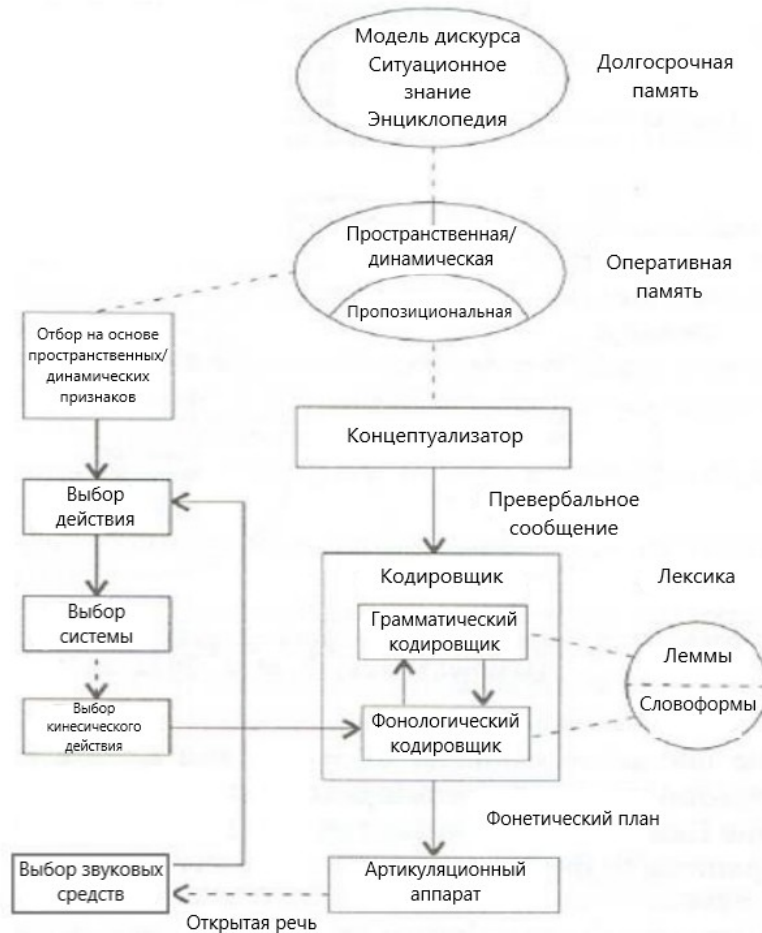 Модель дискурса
Ситуационное
знание
Энциклопедия
Долгосрочная
память
Пространственная/
динамическая
Пропозициональная
Оперативная
память
Отбор на основе
пространственных/
динамических
признаков
Концептуализатор
Выбор
действия
Превербальное
сообщение
Кодировщик
Лексика
Выбор
системы
Грамматический
кодировщик
Леммы
Словоформы
Выбор
кинесического
действия
Фонологический
кодировщик
Фонетический план
Выбор звуковых
средств
Артикуляционный
аппарат
Открытая речь